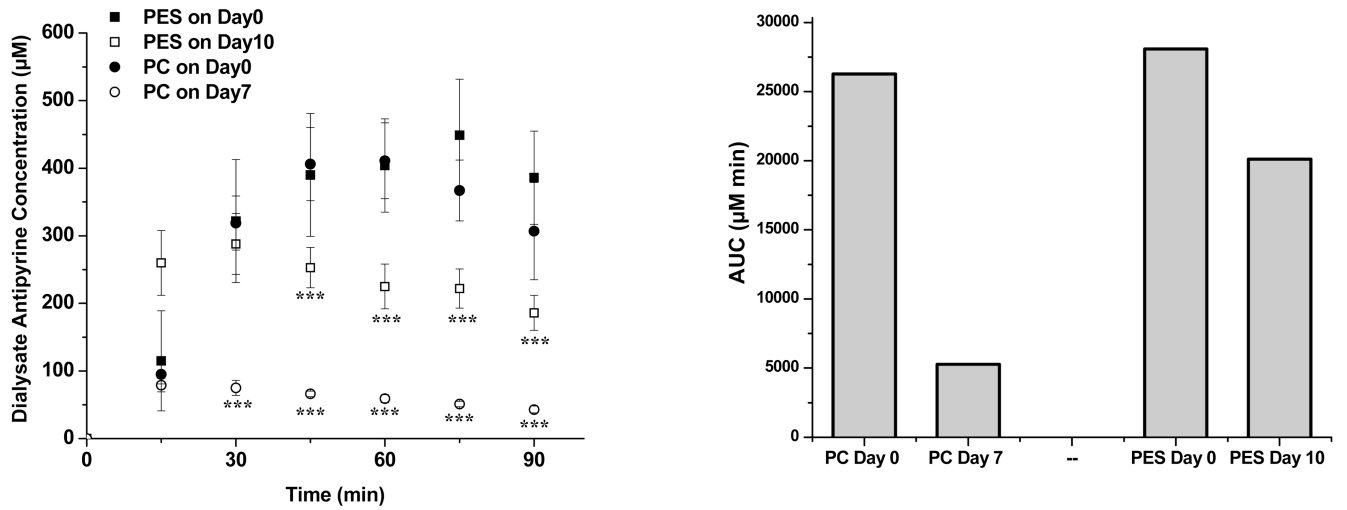 PES on Day0
PES on Day10
PC on Day0
PC on Day7
Dialysate Antipyrine Concentration (µM)
600
500
400
300
200
100
0
***
***
***
***
***
***
***
***
***
0 30 60 90
Time (min)
AUC (µM min)
30000
25000
20000
15000
10000
5000
0
PC Day 0 PC Day 7 -- PES Day 0 PES Day 10